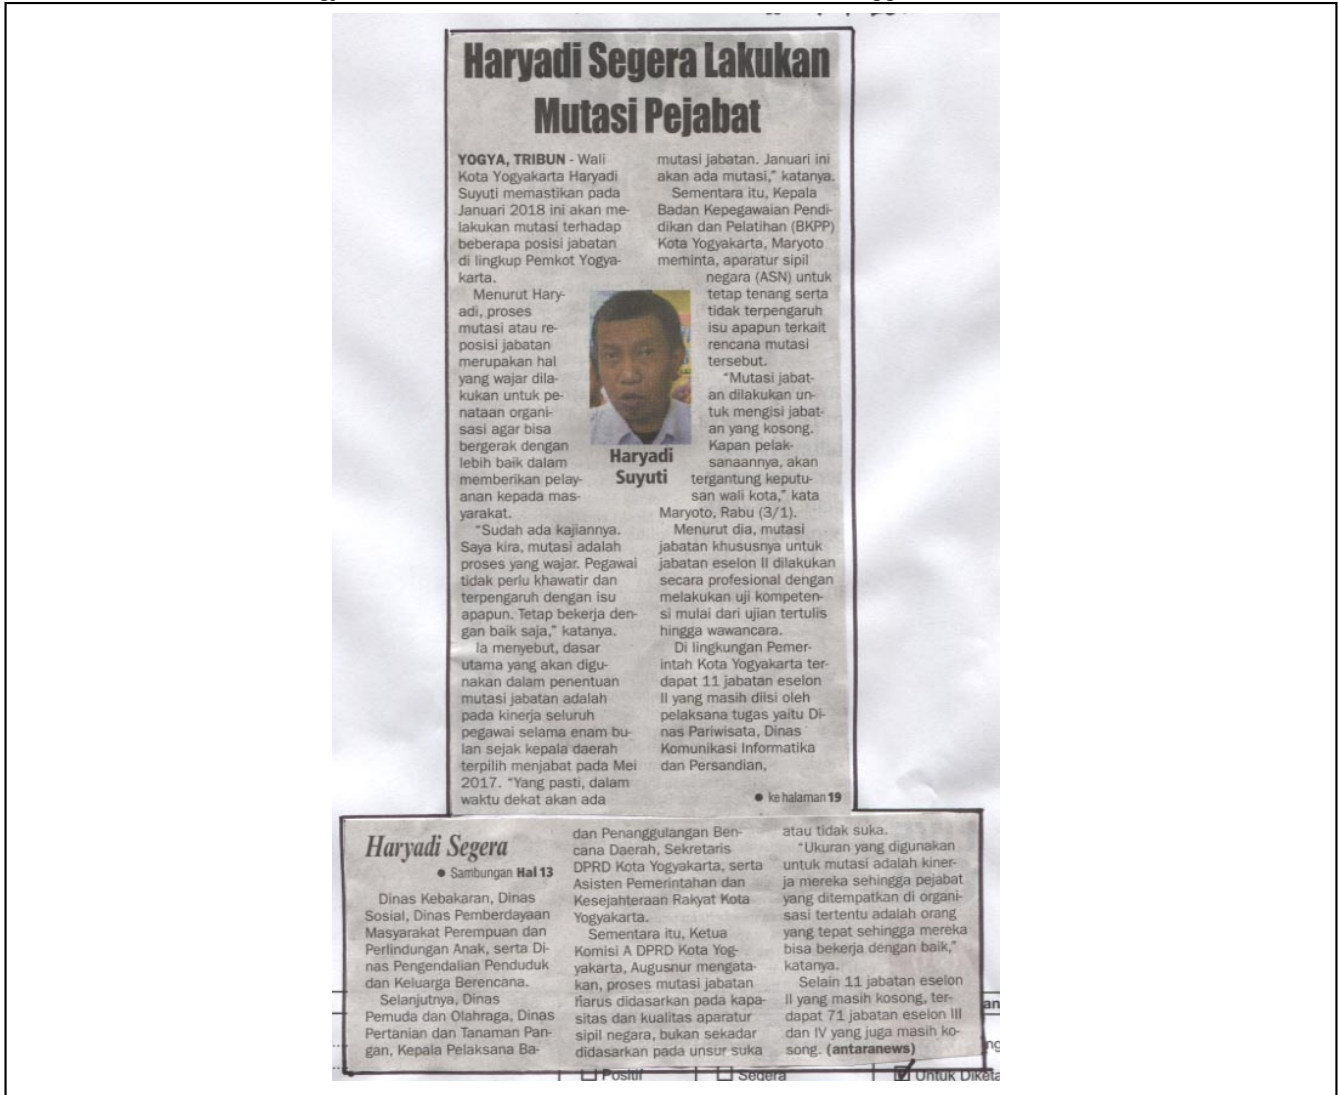 Haryadi Segera Lakukan
Mutasi Pejabat
YOGYA, TRIBUN - Wali
Kota Yogyakarta Haryadi
Suyuti memastikan pada
Januari 2018 ini akan me-
lakukan mutasi terhadap
beberapa posisi jabatan
di lingkup Pemkot Yogya-
karta.
Menurut Hary-
adi, proses
mutasi atau re-
posisi jabatan
merupakan hal
yang wajar dila-
kukan untuk pe-
nataan organi-
sasi agar bisa
bergerak dengan
lebih baik dalam
memberikan pelay-
anan kepada mas-
yarakat.
"Sudah ada kajiannya.
Saya kira, mutasi adalah
proses yang wajar. Pegawai
tidak perlu khawatir dan
terpengaruh dengan isu
apapun. Tetap bekerja den-
gan baik saja," katanya.
Ia menyebut, dasar
utama yang akan digu-
nakan dalam penentuan
mutasi jabatan adalah
pada kinerja seluruh
pegawai selama enam bu-
lan sejak kepala daerah
terpilih menjabat pada Mei
2017. "Yang pasti, dalam
waktu dekat akan ada
Haryadi
Suyuti
mutasi jabatan. Januari ini
akan ada mutasi," katanya.
Sementara itu, Kepala
Badan Kepegawaian Pendi-
dikan dan Pelatihan (BKPP)
Kota Yogyakarta, Maryoto
meminta, aparatur sipil
negara (ASN) untuk
tetap tenang serta
tidak terpengaruh
isu apapun terkait
rencana mutasi
tersebut.
"Mutasi jabat-
an dilakukan un-
tuk mengisi jabat-
an yang kosong.
Kapan pelak-
sanaannya, akan
tergantung keputu-
san wali kota," kata
Maryoto, Rabu (3/1).
Menurut dia, mutasi
jabatan khususnya untuk
jabatan eselon II dilakukan
secara profesional dengan
melakukan uji kompeten-
si mulai dari ujian tertulis
hingga wawancara.
Di lingkungan Pemer-
intah Kota Yogyakarta ter-
dapat 11 jabatan eselon
II yang masih diisi oleh
pelaksana tugas yaitu Di-
nas Pariwisata, Dinas
Komunikasi Informatika
dan Persandian,
● ke halaman 19
Haryadi Segera
● Sambungan Hal 13
Dinas Kebakaran, Dinas
Sosial, Dinas Pemberdayaan
Masyarakat Perempuan dan
Perlindungan Anak, serta Di-
nas Pengendalian Penduduk
dan Keluarga Berencana.
Selanjutnya, Dinas
Pemuda dan Olahraga, Dinas
Pertanian dan Tanaman Pan-
gan, Kepala Pelaksana Ba-
dan Penanggulangan Ben-
cana Daerah, Sekretaris
DPRD Kota Yogyakarta, serta
Asisten Pemerintahan dan
Kesejahteraan Rakyat Kota
Yogyakarta.
Sementara itu, Ketua
Komisi A DPRD Kota Yog-
yakarta, Augusnur mengata-
kan, proses mutasi jabatan
harus didasarkan pada kapa-
sitas dan kualitas aparatur
sipil negara, bukan sekadar
didasarkan pada unsur suka
atau tidak suka.
"Ukuran yang digunakan
untuk mutasi adalah kiner-
ja mereka sehingga pejabat
yang ditempatkan di organi-
sasi tertentu adalah orang
yang tepat sehingga mereka
bisa bekerja dengan baik,"
katanya.
Selain 11 jabatan eselon
II yang masih kosong, ter-
dapat 71 jabatan eselon III
dan IV yang juga masih ko-
song. (antaranews)
Positif
Segera
Untuk Diketa